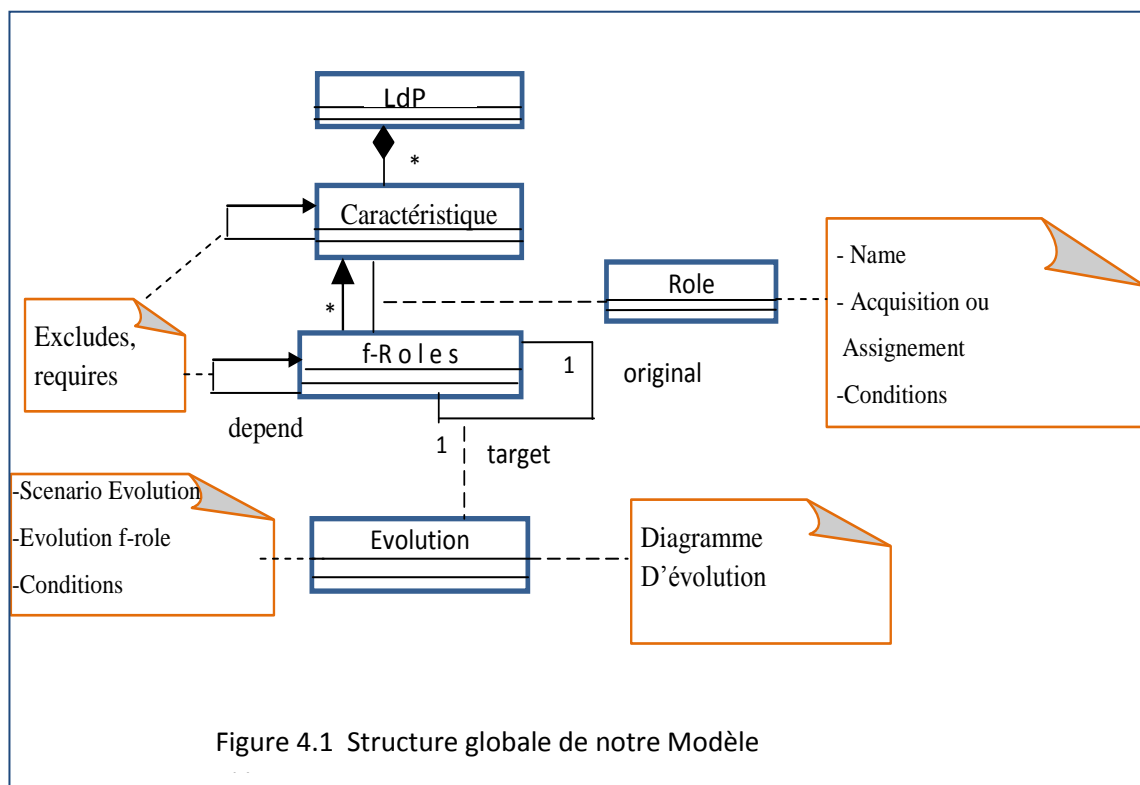 LdP
*
Caractéristique
- Name
- Acquisition ou
Assignement
-Conditions
Role
*
Excludes,
requires
f-R o l e s
1
original
depend
1
target
-Scenario Evolution
-Evolution f-role
-Conditions
Evolution
Diagramme
D'évolution
Figure 4.1 Structure globale de notre Modèle